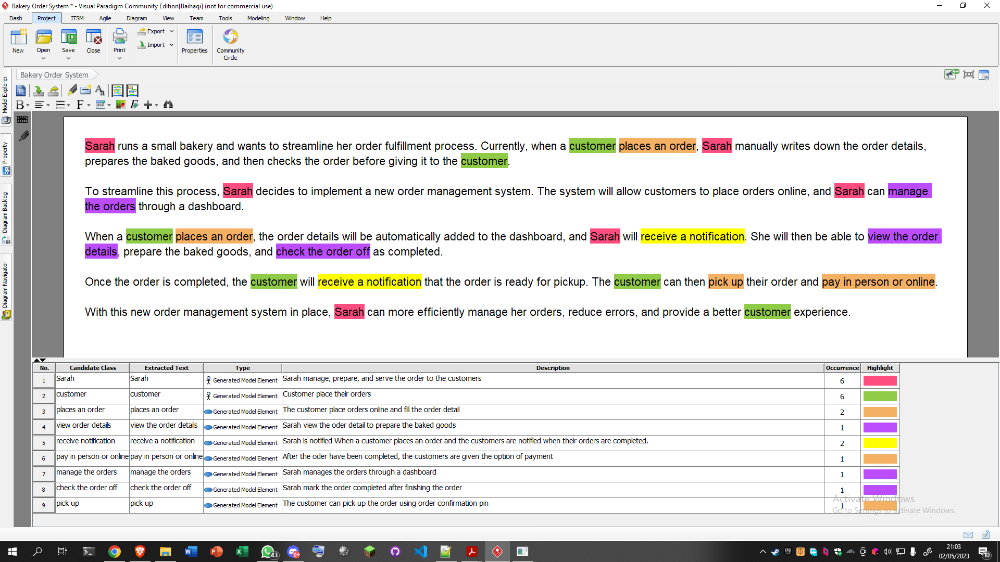 Bakery Order System * - Visual Paradigm Community Edition[Baihaqi] (not for commercial use)
Dash Project ITSM Agile Diagram View Team Tools Modeling Window Help
New Open Save Close Print Export Import Properties Community Circle
Bakery Order System
9+
Model Explorer
Property
Diagram Backlog
Diagram Navigator
Sarah runs a small bakery and wants to streamline her order fulfillment process. Currently, when a customer places an order, Sarah manually writes down the order details,
prepares the baked goods, and then checks the order before giving it to the customer.
To streamline this process, Sarah decides to implement a new order management system. The system will allow customers to place orders online, and Sarah can manage
the orders through a dashboard.
When a customer places an order, the order details will be automatically added to the dashboard, and Sarah will receive a notification. She will then be able to view the order
details, prepare the baked goods, and check the order off as completed.
Once the order is completed, the customer will receive a notification that the order is ready for pickup. The customer can then pick up their order and pay in person or online.
With this new order management system in place, Sarah can more efficiently manage her orders, reduce errors, and provide a better customer experience.
No. Candidate Class Extracted Text Type Description Occurrence Highlight
1 Sarah Sarah Generated Model Element Sarah manage, prepare, and serve the order to the customers 6
2 customer customer Generated Model Element Customer place their orders 6
3 places an order places an order Generated Model Element The customer place orders online and fill the order detail 2
4 view order details view the order details Generated Model Element Sarah view the oder detail to prepare the baked goods 1
5 receive notification receive a notification Generated Model Element Sarah is notified When a customer places an order and the customers are notified when their orders are completed. 2
6 pay in person or online pay in person or online Generated Model Element After the oder have been completed, the customers are given the option of payment 1
7 manage the orders manage the orders Generated Model Element Sarah manages the orders through a dashboard 1
8 check the order off check the order off Generated Model Element Sarah mark the order completed after finishing the order 1
9 pick up pick up Generated Model Element The customer can pick up the order using order confirmation pin 1
Activate Windows
Go to Settings to activate Windows.
43
9+
21:03
02/05/2023
10